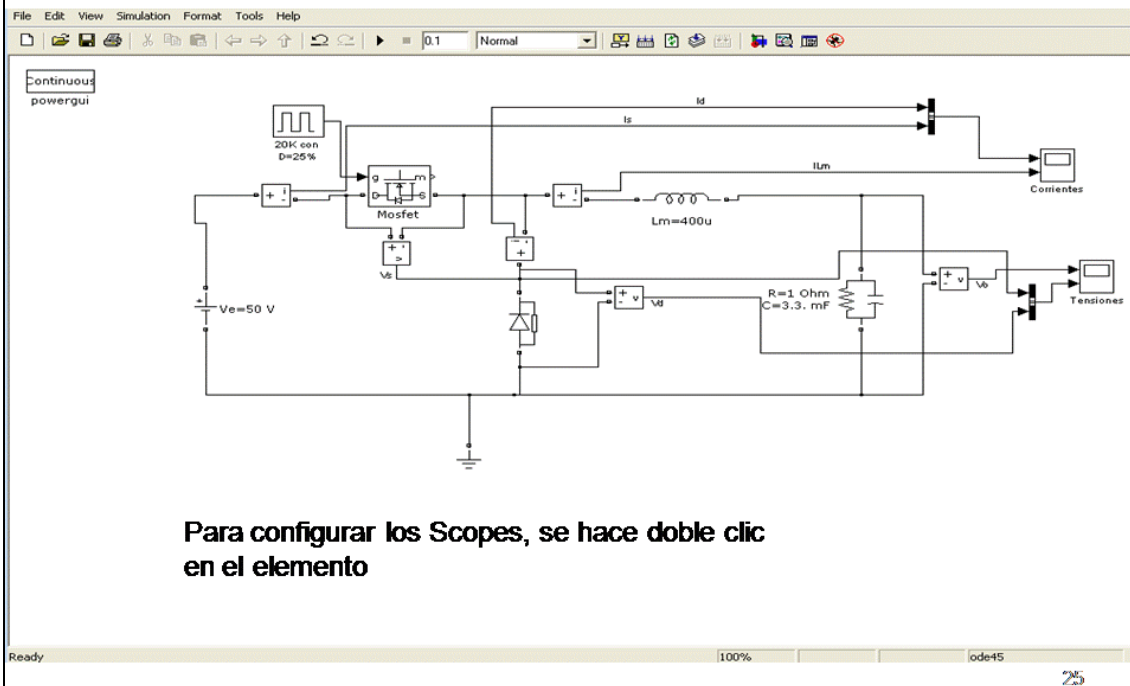 File Edit View Simulation Format Tools Help
0.1 Normal
Continuous
powergui
20K con
D=25%
Id
Is
ILm
Corrientes
g m
D S
Mosfet
Lm=400u
Vs
Ve=50 V
Vd
R=1 Ohm
C=3.3. mF
Vo
Tensiones
Para configurar los Scopes, se hace doble clic
en el elemento
Ready 100% ode45
25